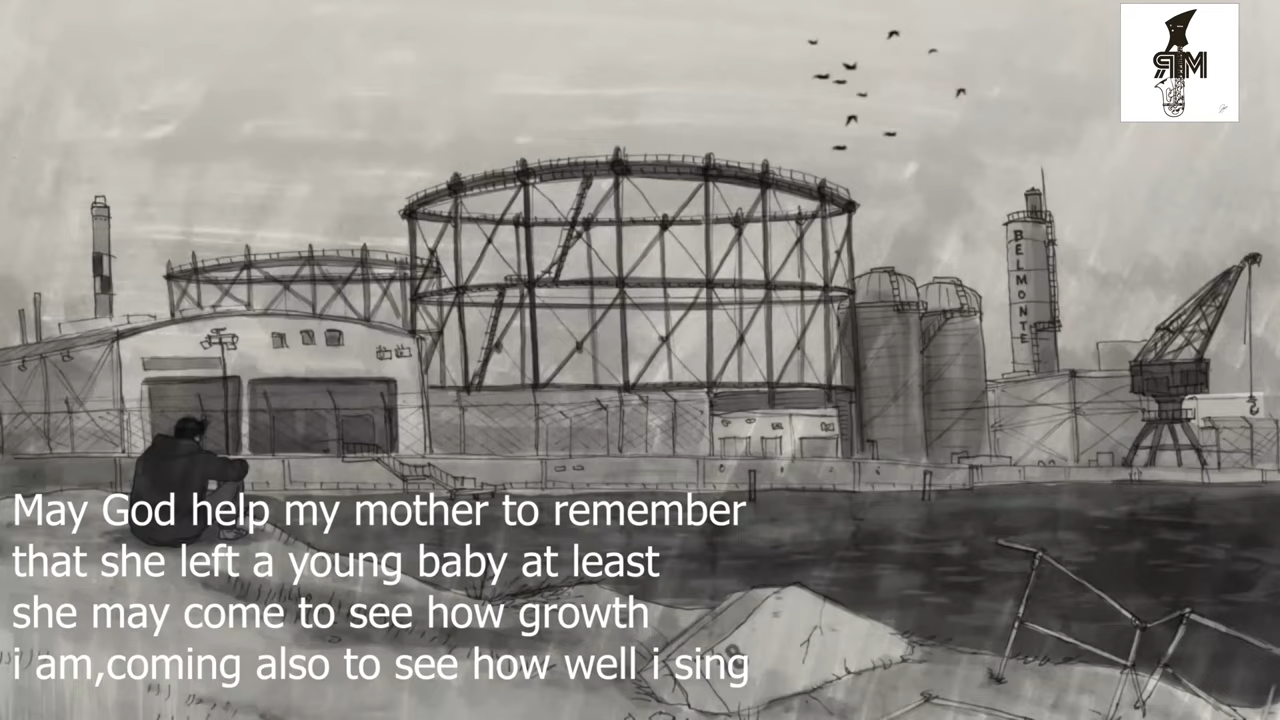 RM
BELMONTE
May God help my mother to remember
that she left a young baby at least
she may come to see how growth
i am,coming also to see how well i sing